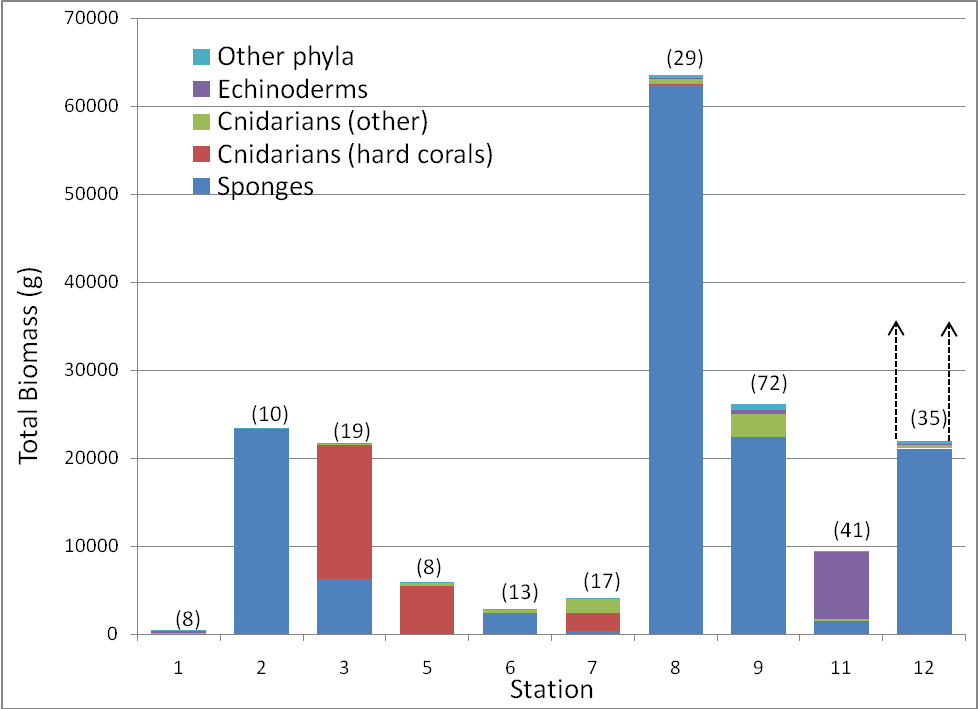 70000
60000
50000
40000
30000
20000
10000
0
Total Biomass (g)
Other phyla
Echinoderms
Cnidarians (other)
Cnidarians (hard corals)
Sponges
(8)
(10)
(19)
(8)
(13)
(17)
(29)
(72)
(41)
(35)
1 2 3 5 6 7 8 9 11 12
Station